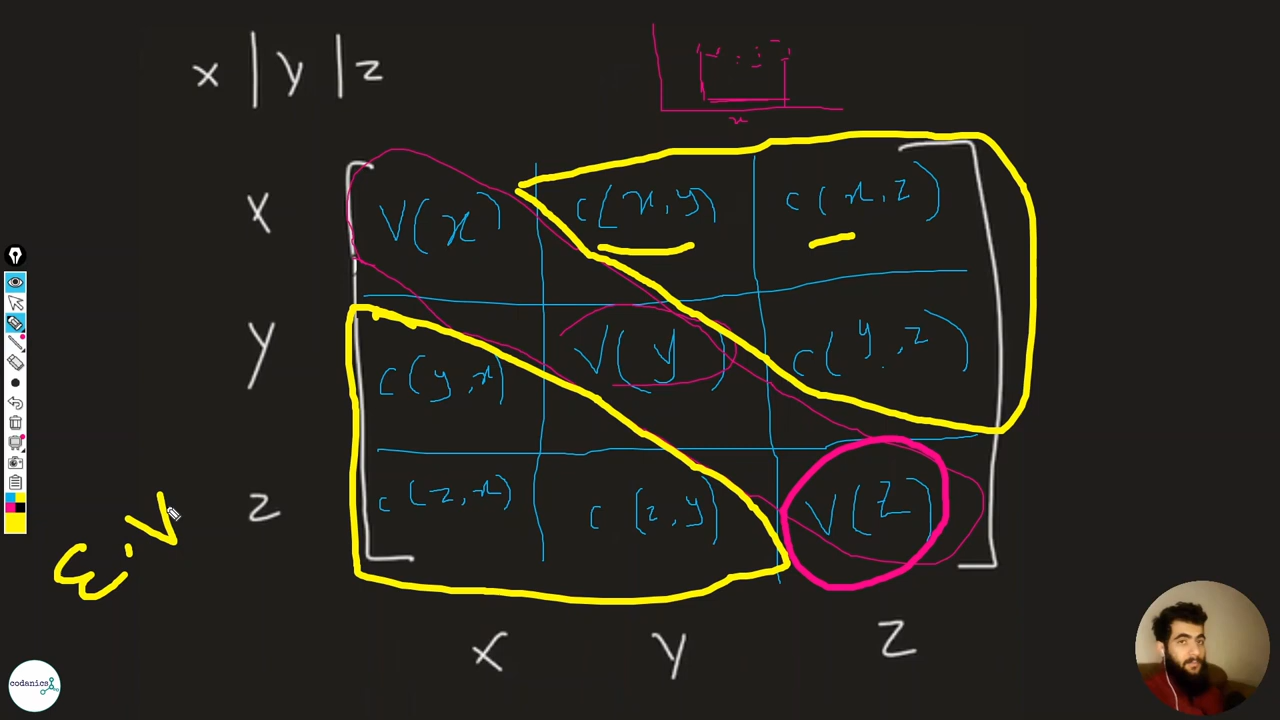 x | y | z
x
x
V(x) c(x,y) c(x,z)
y
c(y,x) V(y) c(y,z)
z
c(z,x) c(z,y) V(z)
E.V
x y z
codanics